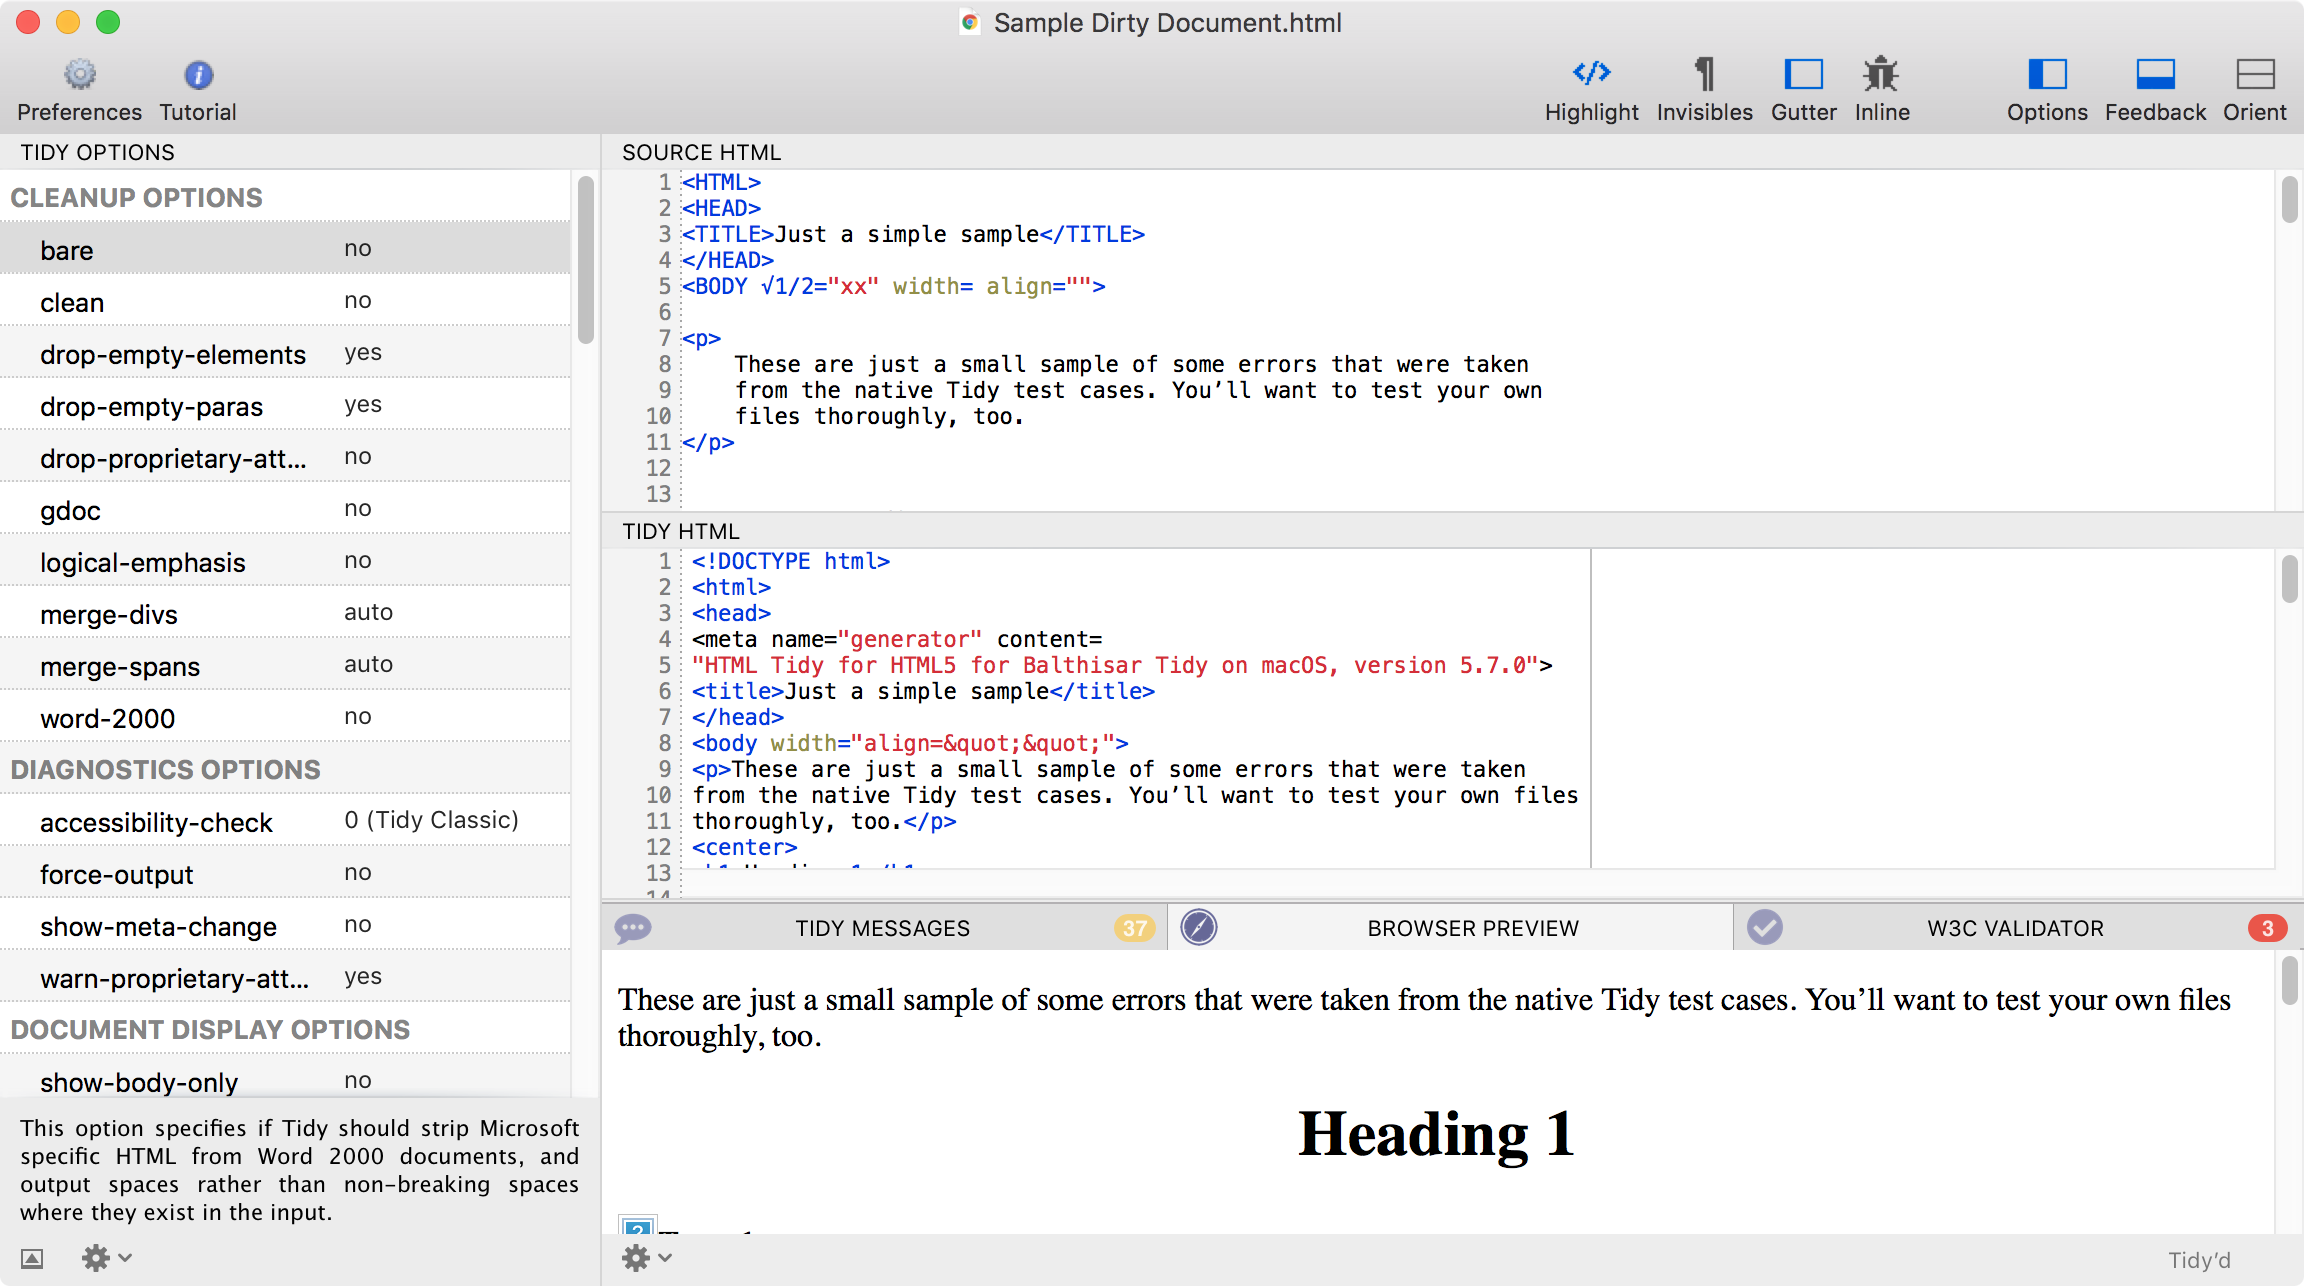 Sample Dirty Document.html
Preferences Tutorial
Highlight Invisibles Gutter Inline Options Feedback Orient
TIDY OPTIONS
CLEANUP OPTIONS
bare no
clean no
drop-empty-elements yes
drop-empty-paras yes
drop-proprietary-att... no
gdoc no
logical-emphasis no
merge-divs auto
merge-spans auto
word-2000 no
DIAGNOSTICS OPTIONS
accessibility-check 0 (Tidy Classic)
force-output no
show-meta-change no
warn-proprietary-att... yes
DOCUMENT DISPLAY OPTIONS
show-body-only no
This option specifies if Tidy should strip Microsoft
specific HTML from Word 2000 documents, and
output spaces rather than non-breaking spaces
where they exist in the input.
SOURCE HTML
1 <HTML>
2 <HEAD>
3 <TITLE>Just a simple sample</TITLE>
4 </HEAD>
5 <BODY √1/2="xx" width= align="">
6
7 <p>
8 These are just a small sample of some errors that were taken
9 from the native Tidy test cases. You’ll want to test your own
10 files thoroughly, too.
11 </p>
12
13
TIDY HTML
1 <!DOCTYPE html>
2 <html>
3 <head>
4 <meta name="generator" content=
5 "HTML Tidy for HTML5 for Balthisar Tidy on macOS, version 5.7.0">
6 <title>Just a simple sample</title>
7 </head>
8 <body width="align=&quot;&quot;">
9 <p>These are just a small sample of some errors that were taken
10 from the native Tidy test cases. You’ll want to test your own files
11 thoroughly, too.</p>
12 <center>
13
14
TIDY MESSAGES 37 BROWSER PREVIEW W3C VALIDATOR 3
These are just a small sample of some errors that were taken from the native Tidy test cases. You’ll want to test your own files
thoroughly, too.
Heading 1
?
Tidy’d